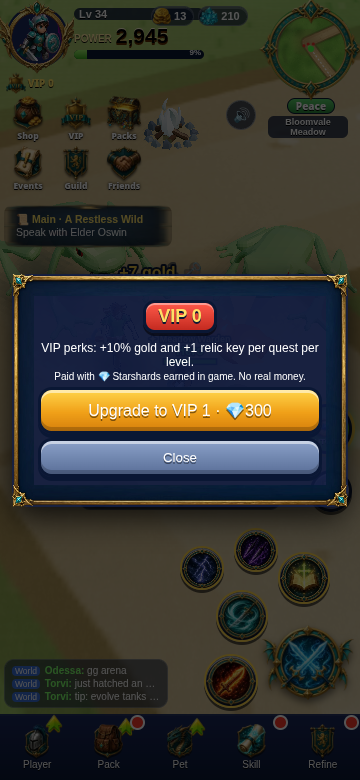 Lv 34
13
210
POWER 2,945
9%
VIP 0
Peace
Bloomvale
Meadow
Shop
VIP
Packs
Events
Guild
Friends
Main · A Restless Wild
Speak with Elder Oswin
+7 gold
VIP 0
VIP perks: +10% gold and +1 relic key per quest per
level.
Paid with 💎 Starshards earned in game. No real money.
Upgrade to VIP 1 · 💎300
Close
World Odessa: gg arena
World Torvi: just hatched an …
World Torvi: tip: evolve tanks …
Player
Pack
Pet
Skill
Refine